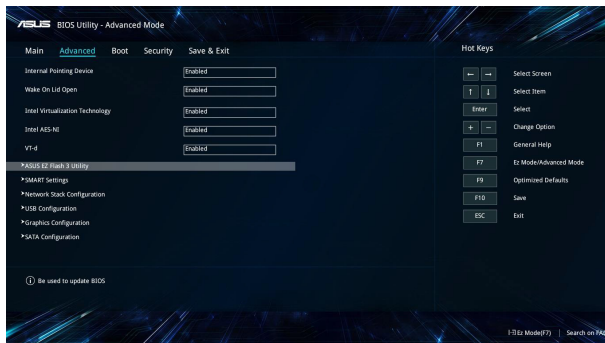 ASUS BIOS Utility - Advanced Mode
Main Advanced Boot Security Save & Exit
Hot Keys
Internal Pointing Device Enabled
Wake On Lid Open Enabled
Intel Virtualization Technology Enabled
Intel AES-NI Enabled
VT-d Enabled
>ASUS EZ Flash 3 Utility
>SMART Settings
>Network Stack Configuration
>USB Configuration
>Graphics Configuration
>SATA Configuration
← → Select Screen
↑ ↓ Select Item
Enter Select
+ − Change Option
F1 General Help
F7 Ez Mode/Advanced Mode
F9 Optimized Defaults
F10 Save
ESC Exit
i Be used to update BIOS
Ez Mode(F7) | Search on FAQ